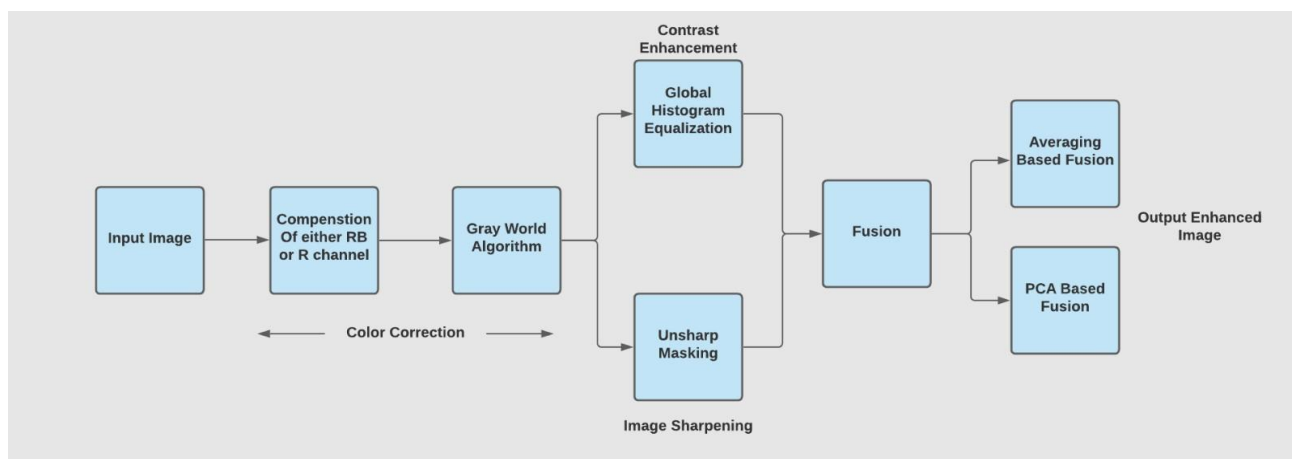 Input Image
Compenstion
Of either RB
or R channel
Gray World
Algorithm
Color Correction
Contrast
Enhancement
Global
Histogram
Equalization
Unsharp
Masking
Image Sharpening
Fusion
Averaging
Based Fusion
PCA Based
Fusion
Output Enhanced
Image